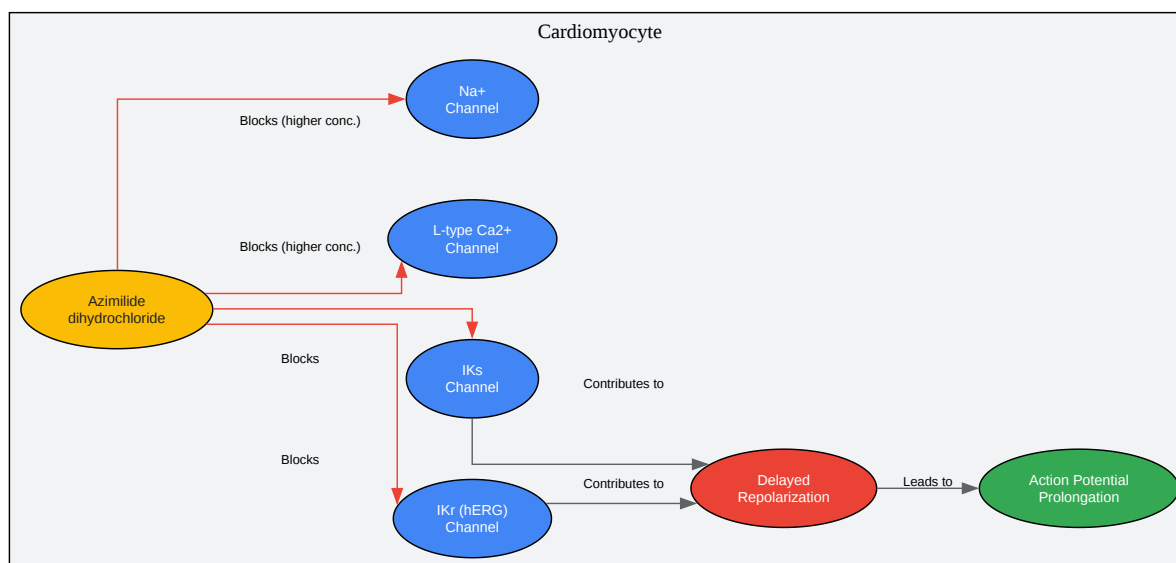 Cardiomyocyte
Na+
Channel
Blocks (higher conc.)
L-type Ca2+
Channel
Blocks (higher conc.)
Azimilide
dihydrochloride
Blocks
IKs
Channel
Contributes to
Blocks
IKr (hERG)
Channel
Contributes to
Delayed
Repolarization
Leads to
Action Potential
Prolongation